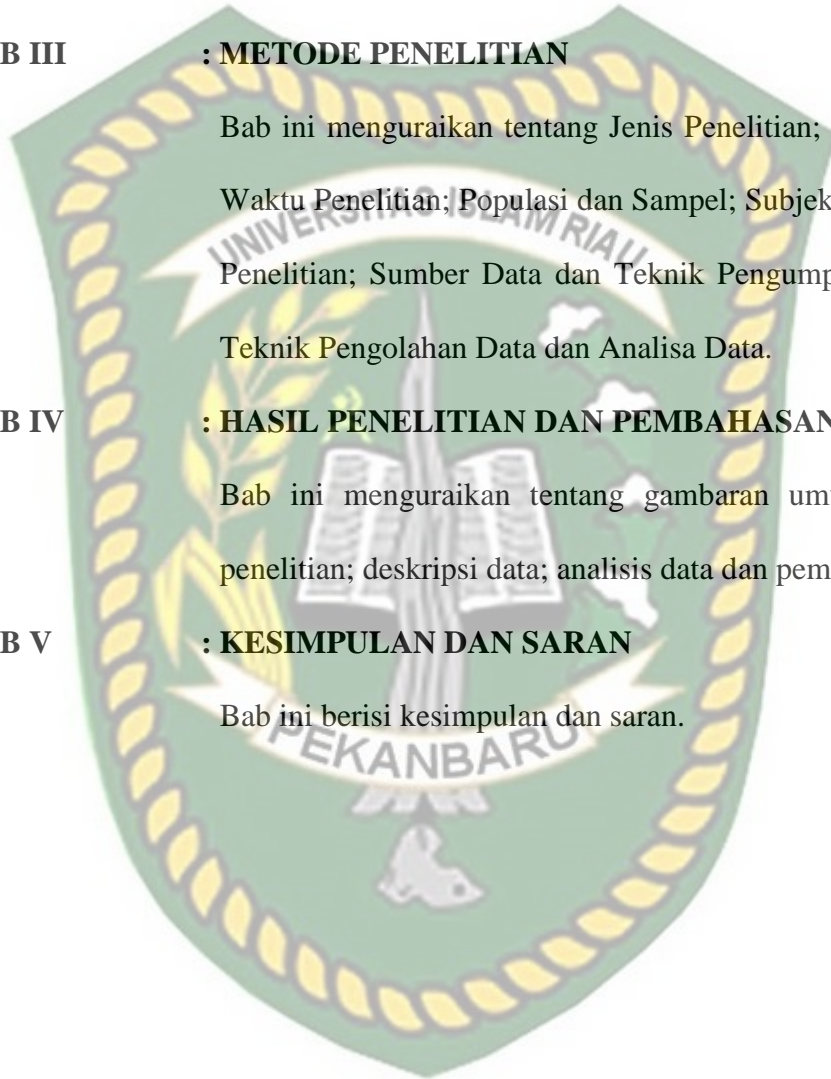 B III : METODE PENELITIAN
Bab ini menguraikan tentang Jenis Penelitian;
Waktu Penelitian; Populasi dan Sampel; Subjek
UNIVERSITAS ISLAM RIAU
Penelitian; Sumber Data dan Teknik Pengump
Teknik Pengolahan Data dan Analisa Data.
B IV : HASIL PENELITIAN DAN PEMBAHASAN
Bab ini menguraikan tentang gambaran um
penelitian; deskripsi data; analisis data dan pem
B V : KESIMPULAN DAN SARAN
Bab ini berisi kesimpulan dan saran.
PEKANBARU